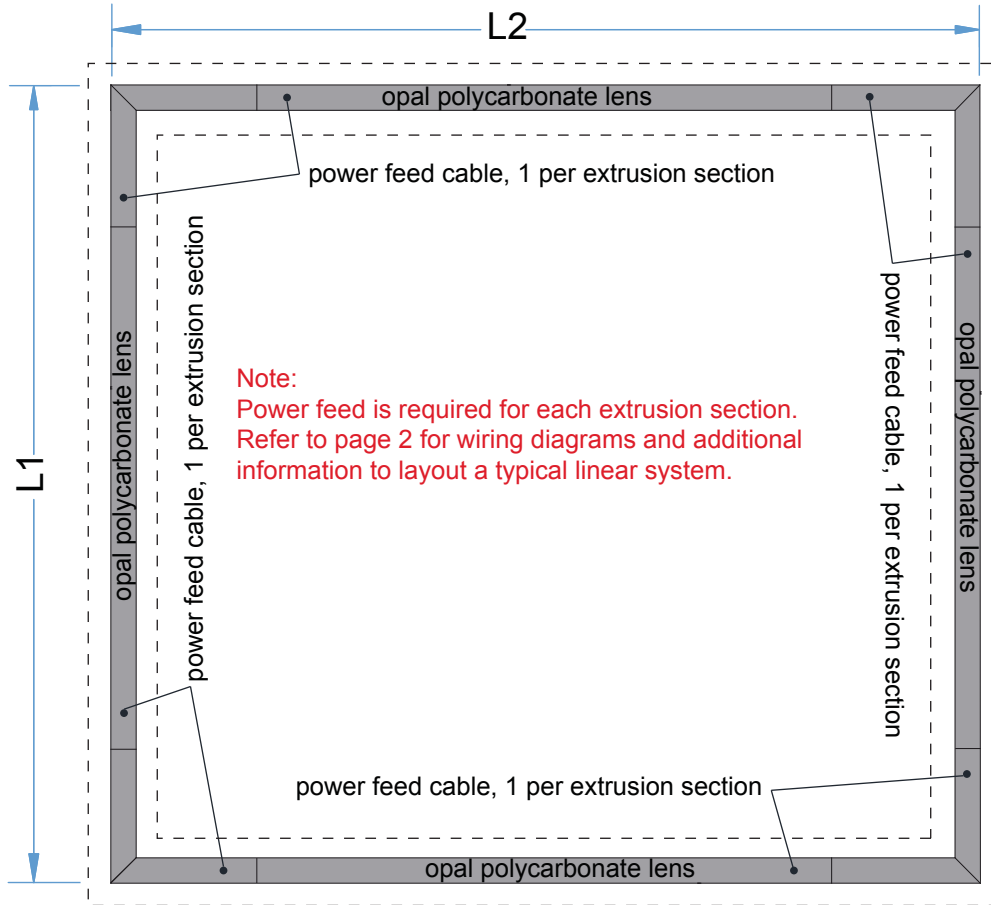 L2
opal polycarbonate lens
power feed cable, 1 per extrusion section
power feed cable, 1 per extrusion section
power feed cable, 1 per extrusion section
opal polycarbonate lens
opal polycarbonate lens
L1
Note:
Power feed is required for each extrusion section.
Refer to page 2 for wiring diagrams and additional
information to layout a typical linear system.
power feed cable, 1 per extrusion section
opal polycarbonate lens